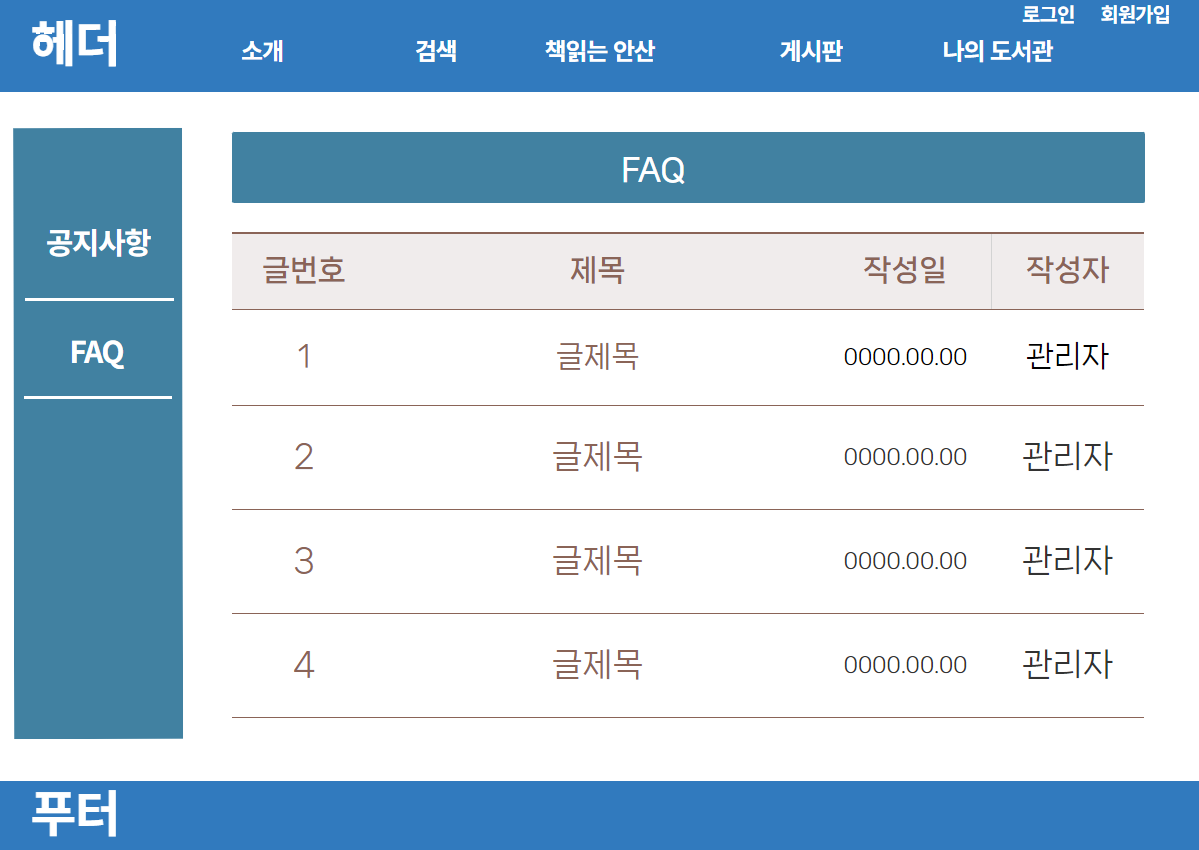 로그인 회원가입
헤더
소개 검색 책읽는 안산 게시판 나의 도서관
공지사항
FAQ
FAQ
글번호 제목 작성일 작성자
1 글제목 0000.00.00 관리자
2 글제목 0000.00.00 관리자
3 글제목 0000.00.00 관리자
4 글제목 0000.00.00 관리자
푸터